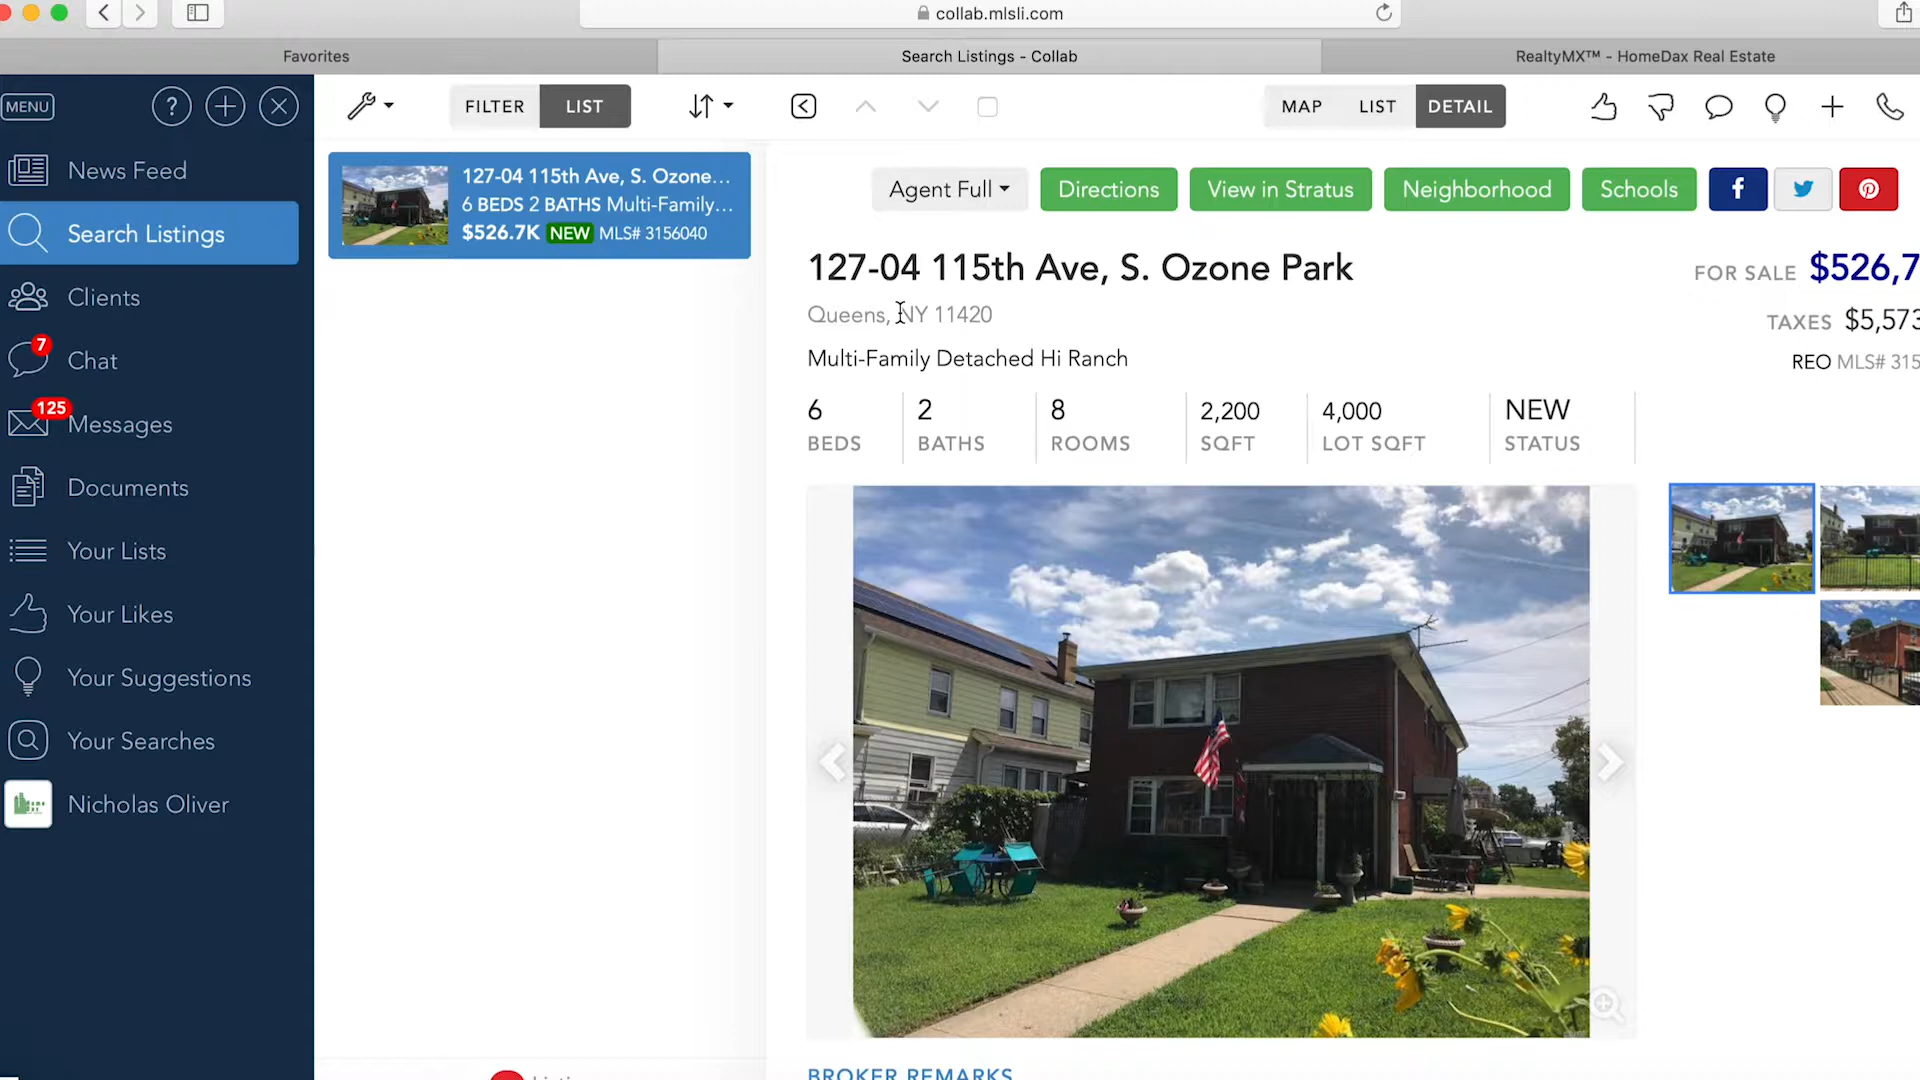 collab.mlsli.com
Favorites
Search Listings - Collab
RealtyMX™ - HomeDax Real Estate
MENU
?
News Feed
Search Listings
Clients
7
Chat
125
Messages
Documents
Your Lists
Your Likes
Your Suggestions
Your Searches
Nicholas Oliver
FILTER
LIST
MAP
LIST
DETAIL
127-04 115th Ave, S. Ozone...
6 BEDS 2 BATHS Multi-Family...
$526.7K NEW MLS# 3156040
Agent Full
Directions
View in Stratus
Neighborhood
Schools
127-04 115th Ave, S. Ozone Park
FOR SALE $526,7
Queens, NY 11420
TAXES $5,573
Multi-Family Detached Hi Ranch
REO MLS# 315
6
BEDS
2
BATHS
8
ROOMS
2,200
SQFT
4,000
LOT SQFT
NEW
STATUS
BROKER REMARKS